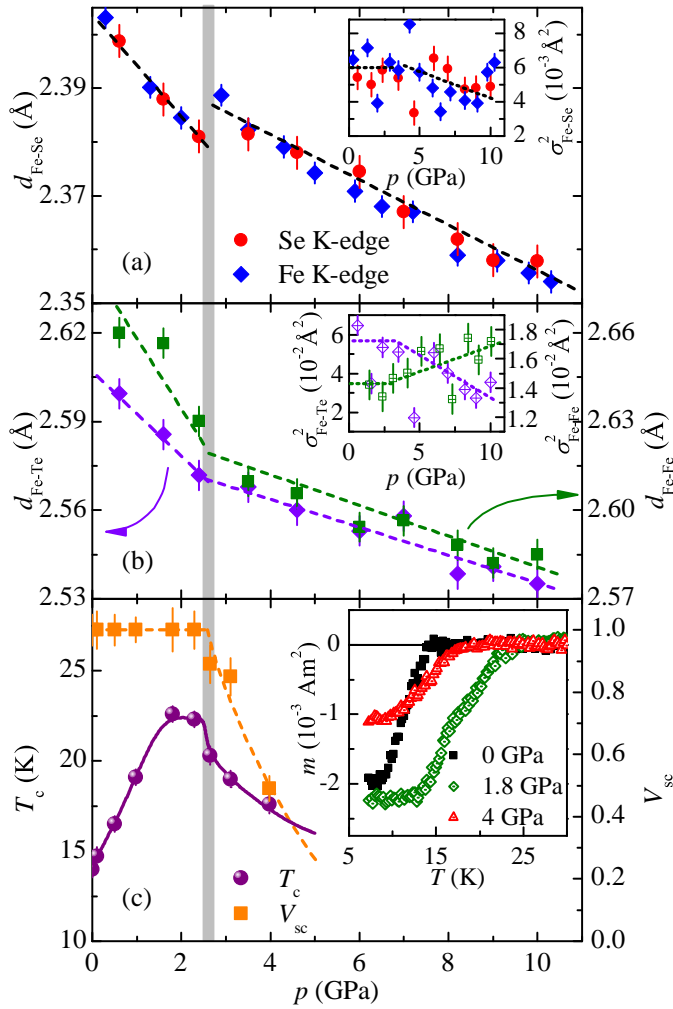 2.39
2.37
2.35
d_Fe-Se (Å)
(a)
Se K-edge
Fe K-edge
8
6
4
2
0 5 10
p (GPa)
σ²_Fe-Se (10⁻³ Å²)
2.62
2.59
2.56
2.53
d_Fe-Te (Å)
(b)
6
4
2
σ²_Fe-Te (10⁻² Å²)
0 5 10
p (GPa)
1.8
1.6
1.4
1.2
σ²_Fe-Fe (10⁻² Å²)
2.66
2.63
2.60
2.57
d_Fe-Fe (Å)
25
20
15
10
T_c (K)
(c)
T_c
V_sc
0
-1
-2
m (10⁻³ Am²)
0 GPa
1.8 GPa
4 GPa
5 15 25
T (K)
1.0
0.8
0.6
0.4
0.2
0.0
V_sc
0 2 4 6 8 10
p (GPa)